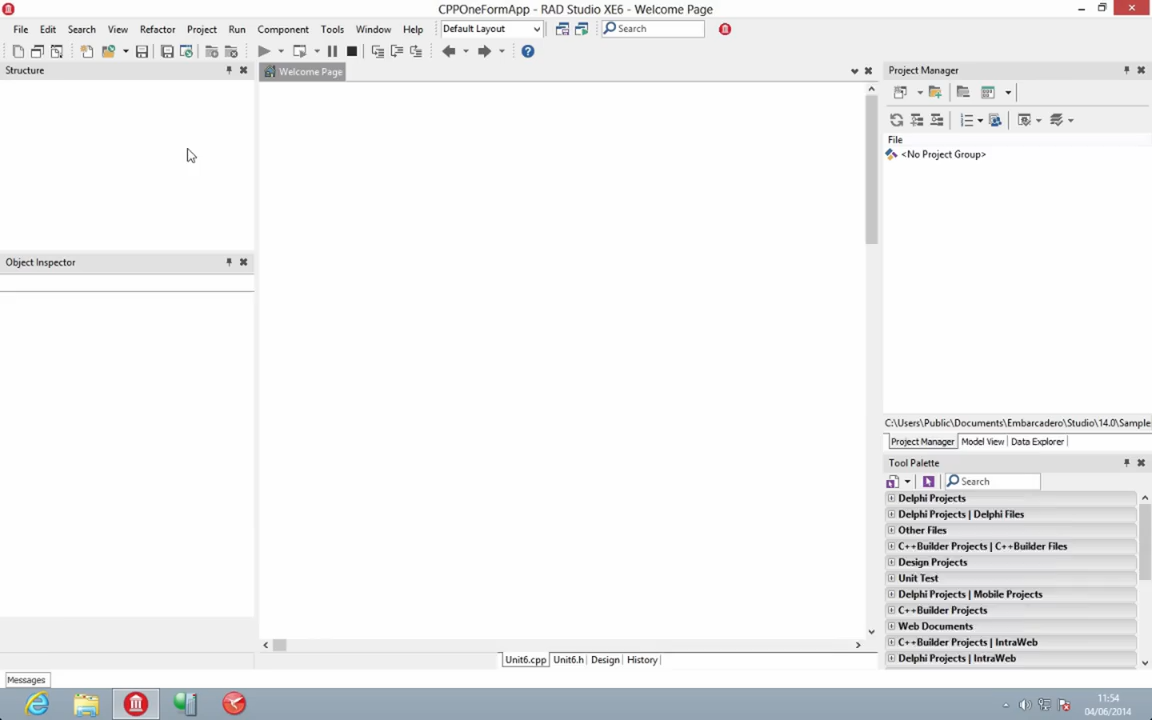 CPPOneFormApp - RAD Studio XE6 - Welcome Page
File Edit Search View Refactor Project Run Component Tools Window Help Default Layout Search
Structure
Welcome Page
Project Manager
File
<No Project Group>
Object Inspector
C:\Users\Public\Documents\Embarcadero\Studio\14.0\Sample
Project Manager Model View Data Explorer
Tool Palette
Search
Delphi Projects
Delphi Projects | Delphi Files
Other Files
C++Builder Projects | C++Builder Files
Design Projects
Unit Test
Delphi Projects | Mobile Projects
C++Builder Projects
Web Documents
C++Builder Projects | IntraWeb
Delphi Projects | IntraWeb
Unit6.cpp Unit6.h Design History
Messages
11:54
04/06/2014